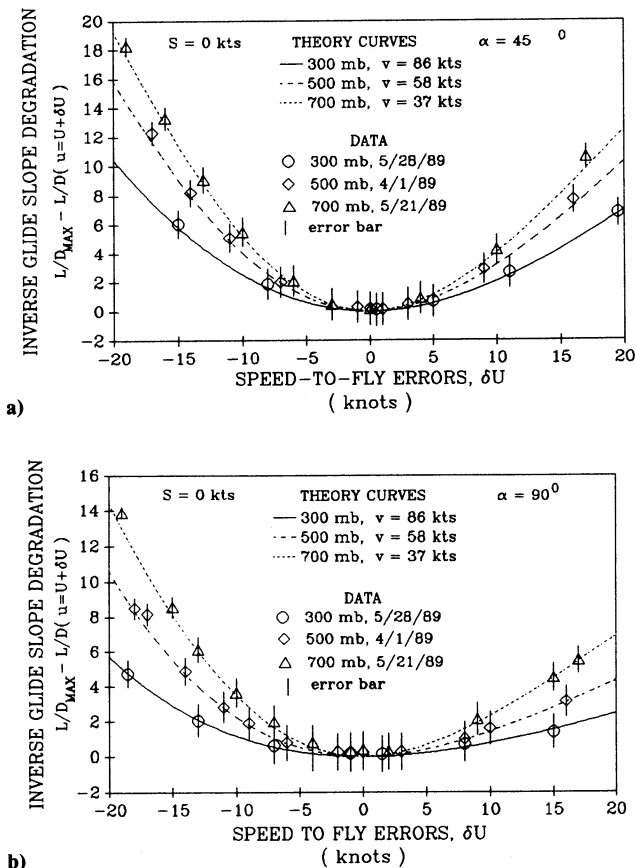 INVERSE GLIDE SLOPE DEGRADATION
L/D_MAX − L/D( u=U+δU )
20
18
16
14
12
10
8
6
4
2
0
−2
S = 0 kts THEORY CURVES α = 45 0
300 mb, v = 86 kts
500 mb, v = 58 kts
700 mb, v = 37 kts
DATA
300 mb, 5/28/89
500 mb, 4/1/89
700 mb, 5/21/89
error bar
−20 −15 −10 −5 0 5 10 15 20
SPEED−TO−FLY ERRORS, δU
( knots )
a)
INVERSE GLIDE SLOPE DEGRADATION
L/D_MAX − L/D( u=U+δU )
16
14
12
10
8
6
4
2
0
−2
S = 0 kts THEORY CURVES α = 90⁰
300 mb, v = 86 kts
500 mb, v = 58 kts
700 mb, v = 37 kts
DATA
300 mb, 5/28/89
500 mb, 4/1/89
700 mb, 5/21/89
error bar
−20 −15 −10 −5 0 5 10 15 20
SPEED TO FLY ERRORS, δU
( knots )
b)